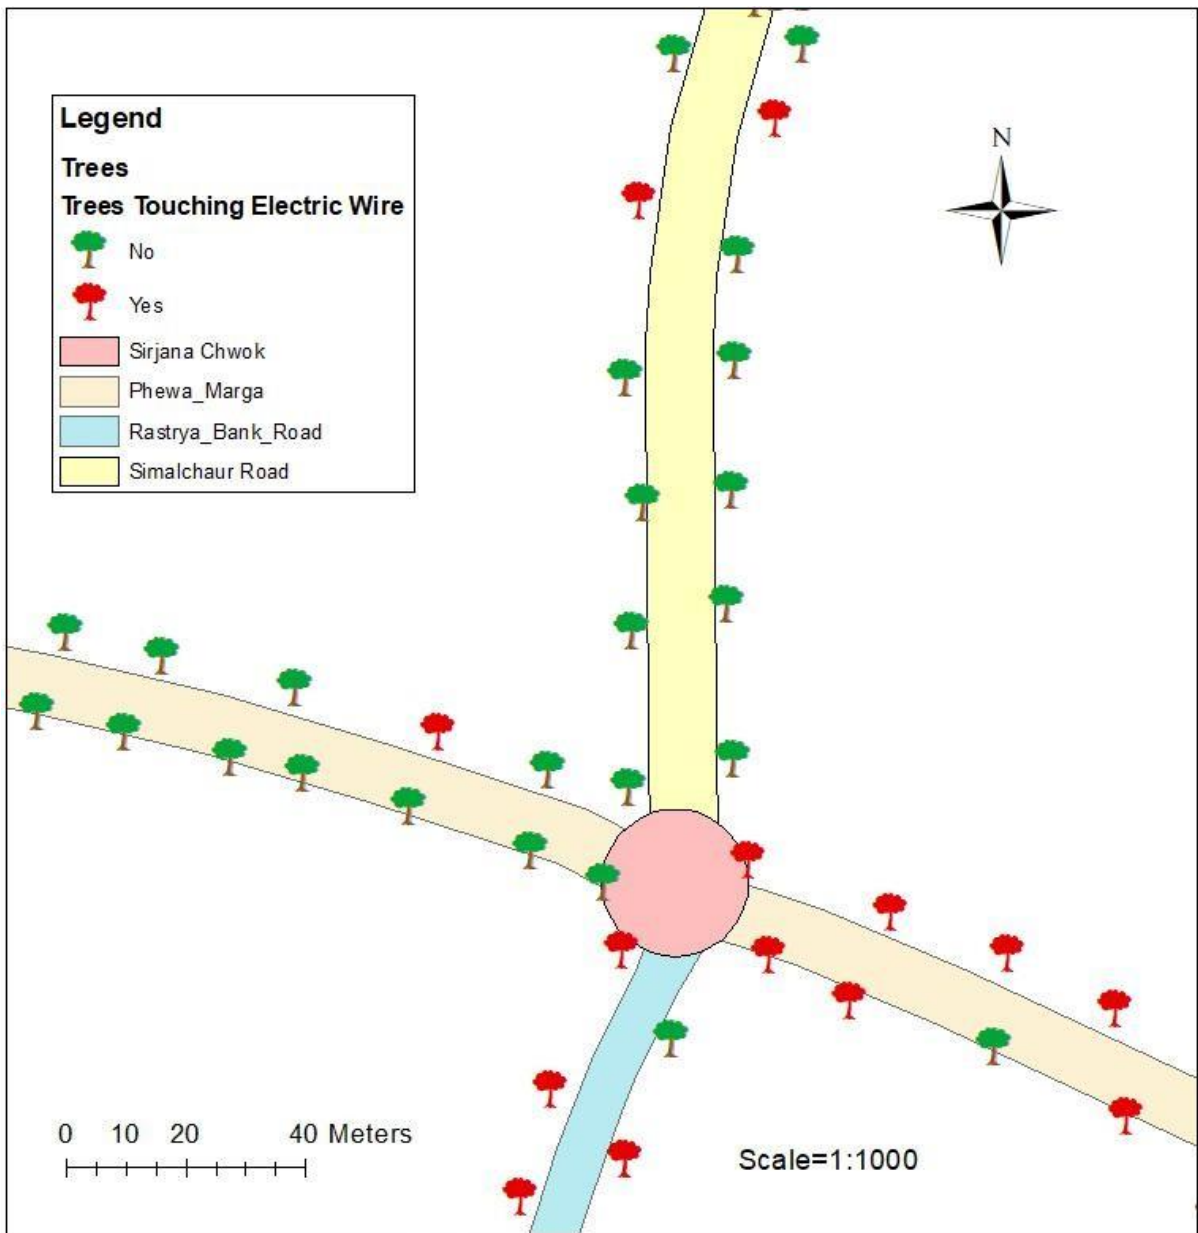 Legend
Trees
Trees Touching Electric Wire
No
Yes
Sirjana Chwok
Phewa_Marga
Rastrya_Bank_Road
Simalchaur Road
N
0 10 20 40 Meters
Scale=1:1000